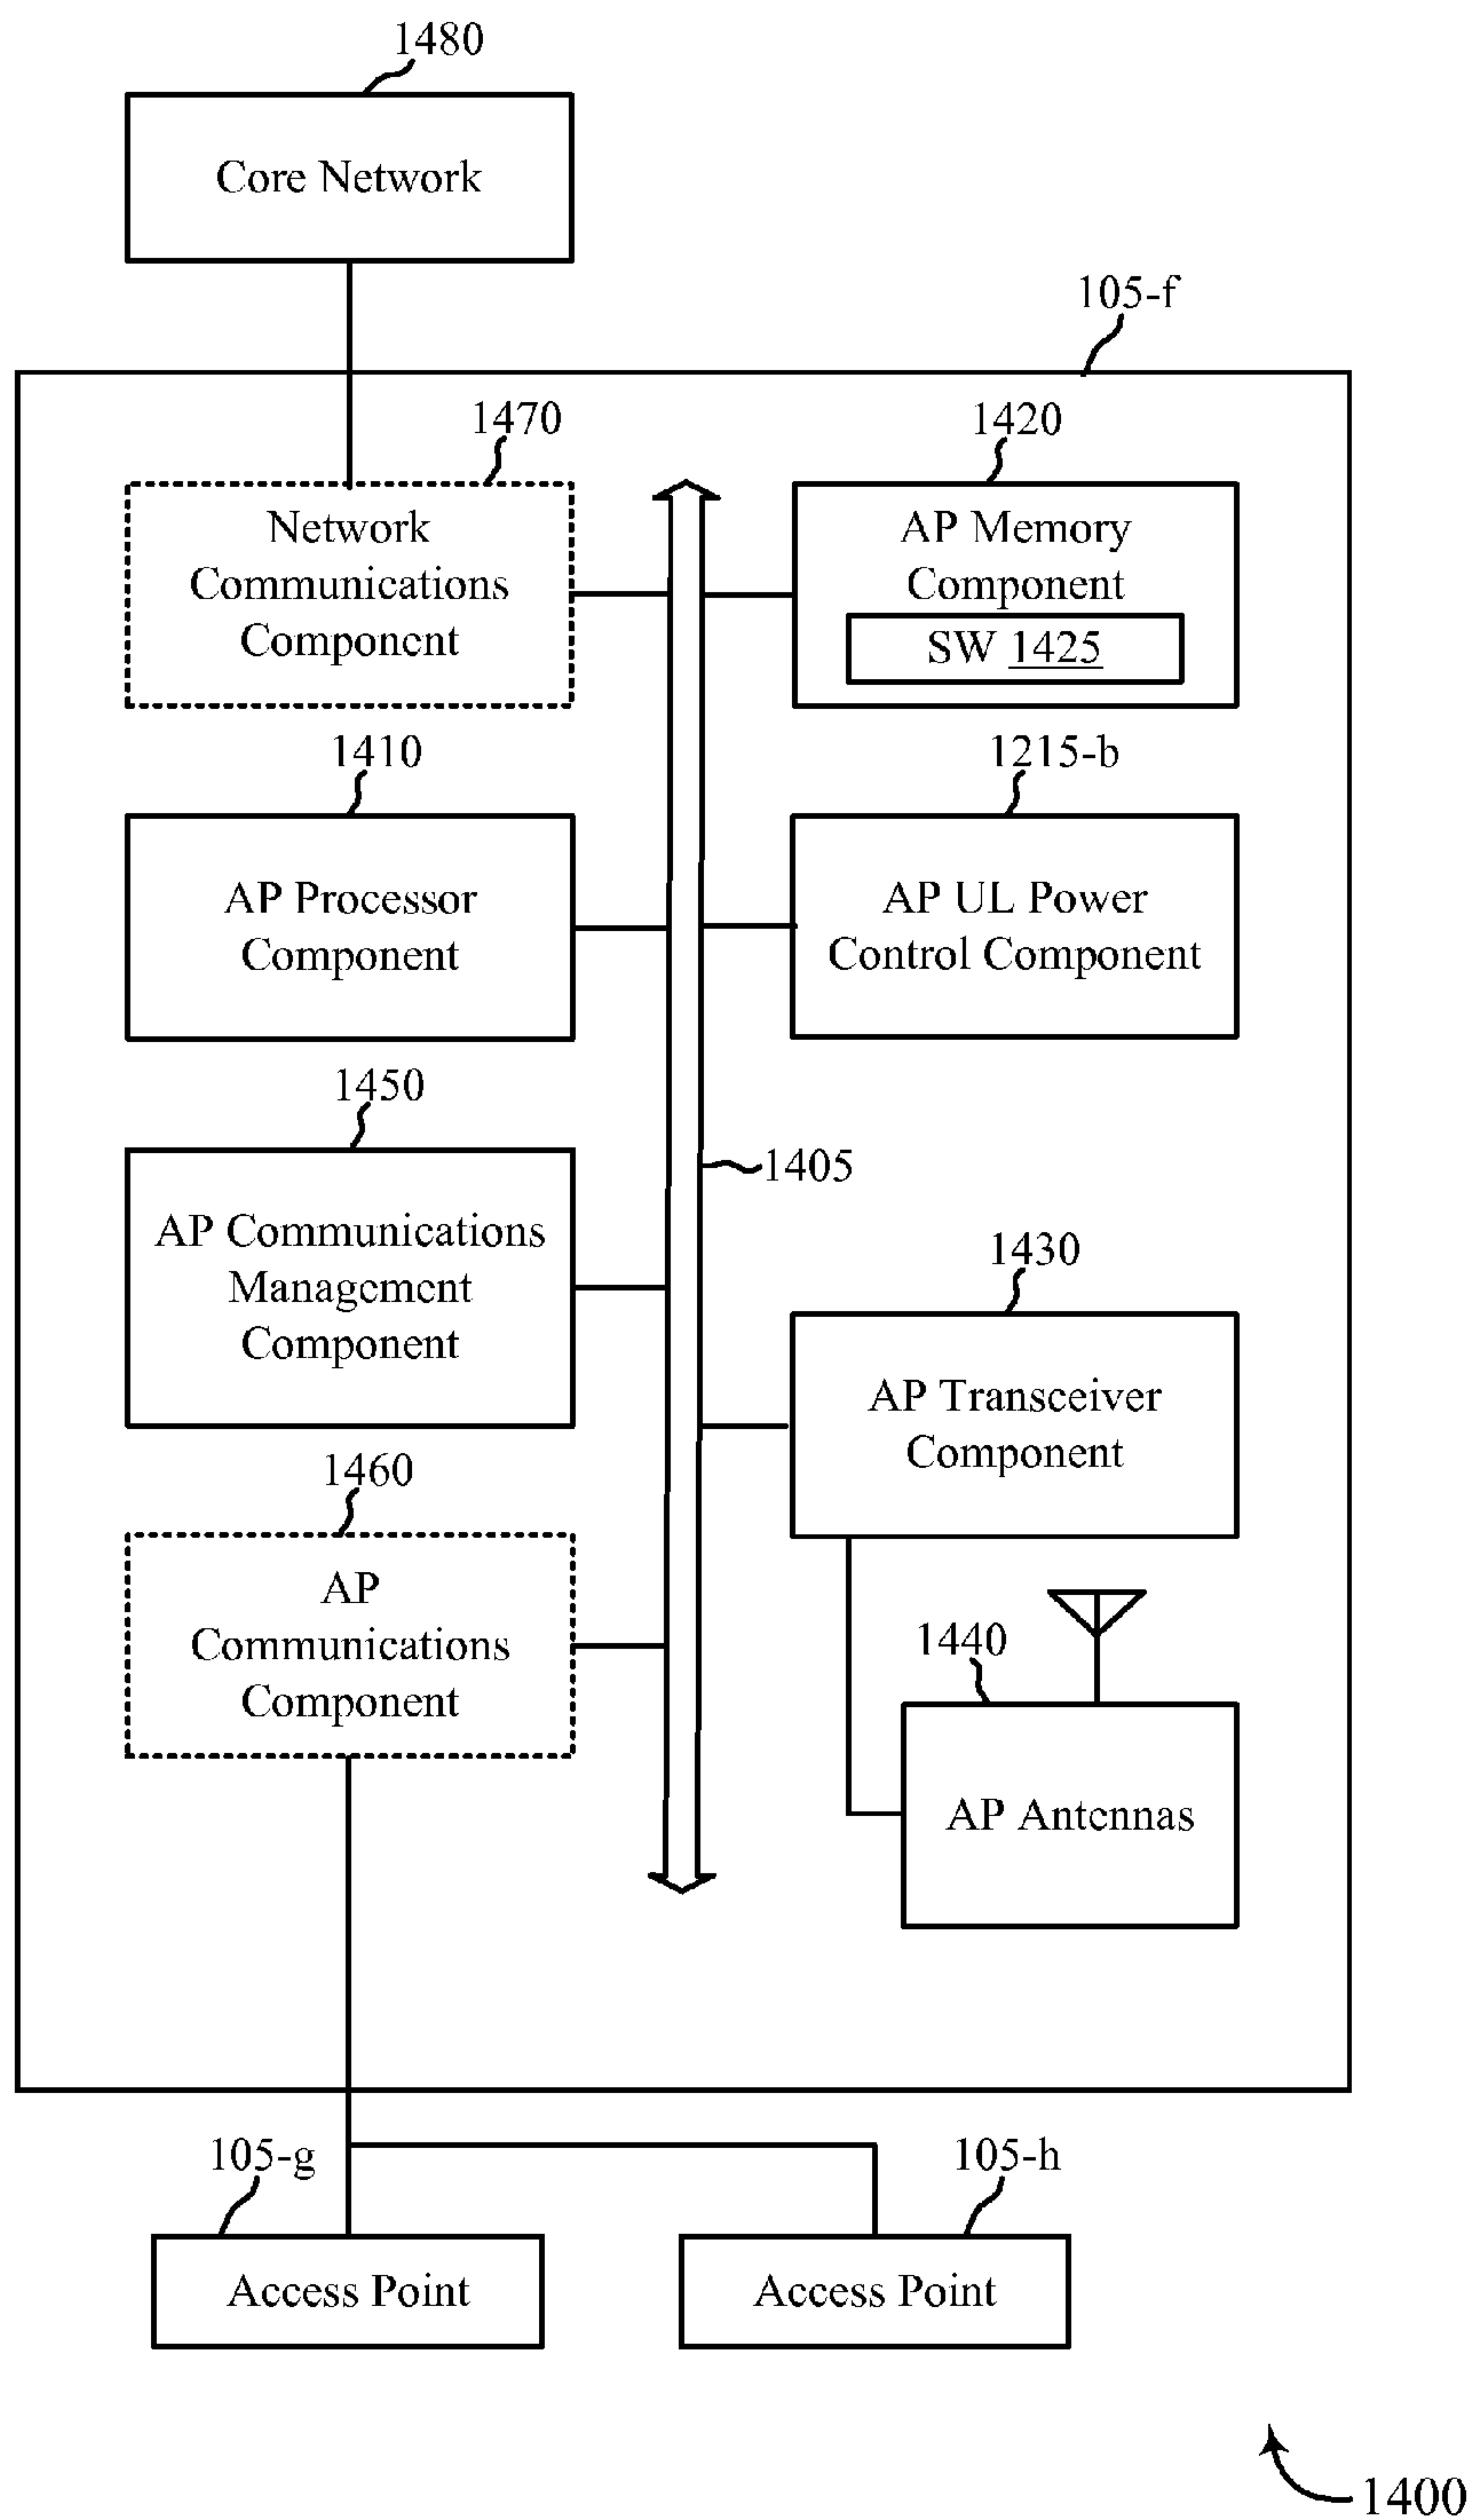 1480
Core Network
105-f
1470
1420
Network
Communications
Component
AP Memory
Component
SW 1425
1410
1215-b
AP Processor
Component
AP UL Power
Control Component
1450
1405
AP Communications
Management
Component
1430
AP Transceiver
Component
1460
AP
Communications
Component
1440
AP Antennas
105-g
105-h
Access Point
Access Point
1400